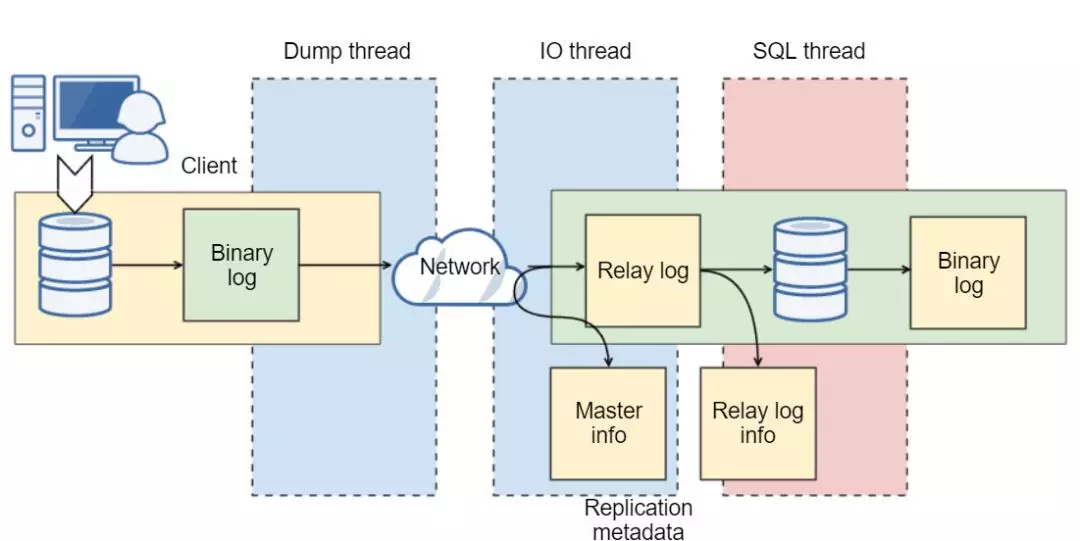 Dump thread
IO thread
SQL thread
Client
Binary
log
Network
Relay log
Binary
log
Master
info
Relay log
info
Replication
metadata